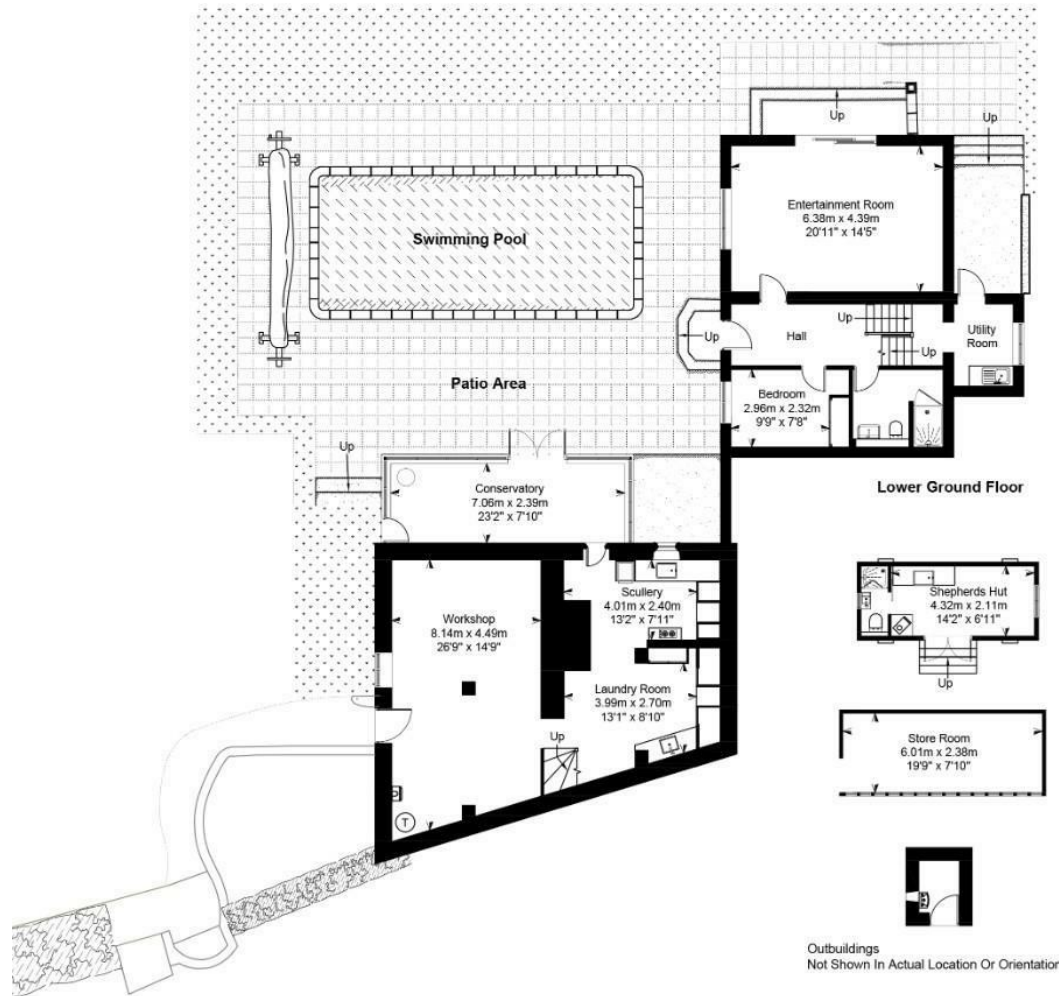 Up
Up
Entertainment Room
6.38m x 4.39m
20'11" x 14'5"
Swimming Pool
Up
Up
Hall
Up
Utility
Room
Patio Area
Bedroom
2.96m x 2.32m
9'9" x 7'8"
Up
Conservatory
7.06m x 2.39m
23'2" x 7'10"
Lower Ground Floor
Scullery
4.01m x 2.40m
13'2" x 7'11"
Workshop
8.14m x 4.49m
26'9" x 14'9"
Laundry Room
3.99m x 2.70m
13'1" x 8'10"
Up
T
Shepherds Hut
4.32m x 2.11m
14'2" x 6'11"
Up
Store Room
6.01m x 2.38m
19'9" x 7'10"
Outbuildings
Not Shown In Actual Location Or Orientation